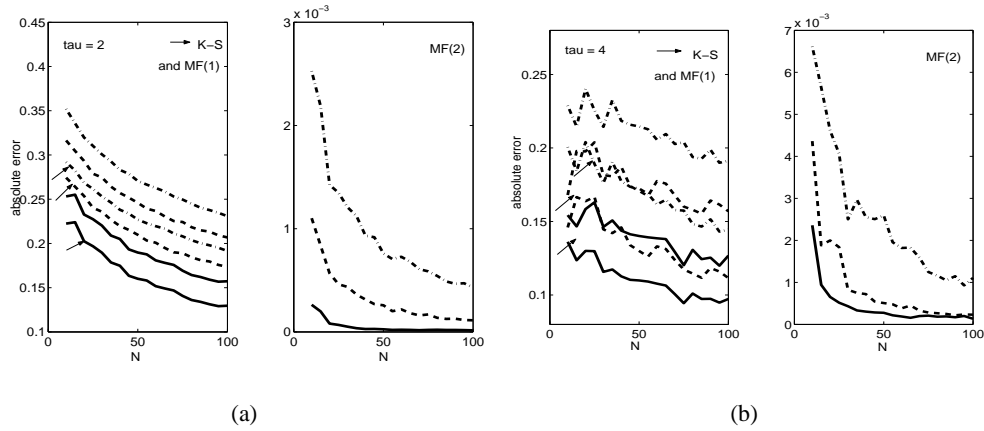 tau = 2
K−S
and MF(1)
absolute error
0.45
0.4
0.35
0.3
0.25
0.2
0.15
0.1
0
50
100
N
x 10⁻³
MF(2)
3
2
1
0
0
50
100
N
(a)
tau = 4
K−S
and MF(1)
absolute error
0.25
0.2
0.15
0.1
0
50
100
N
x 10⁻³
MF(2)
7
6
5
4
3
2
1
0
0
50
100
N
(b)